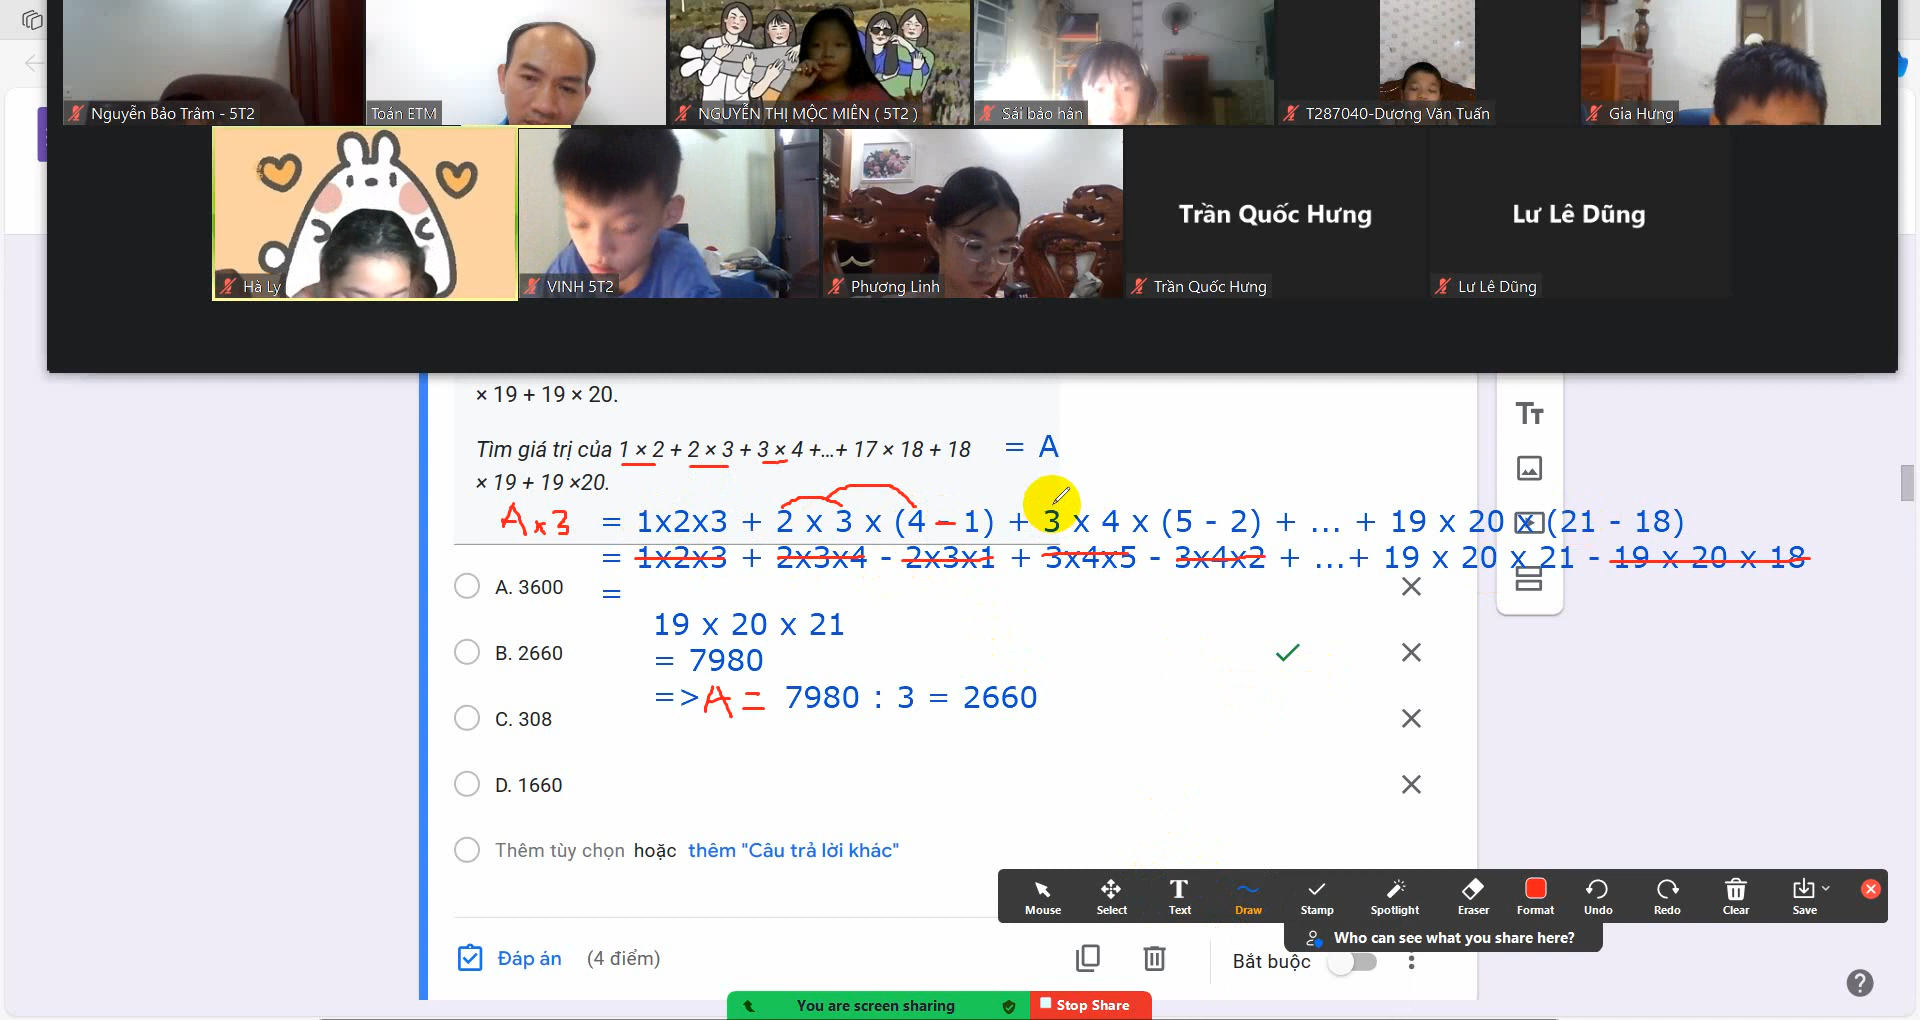 Nguyễn Bảo Trâm - 5T2
Toán ETM
NGUYỄN THỊ MỘC MIÊN ( 5T2 )
Sái bảo hân
T287040-Dương Văn Tuấn
Gia Hưng
Hà Ly
VINH 5T2
Phương Linh
Trần Quốc Hưng
Trần Quốc Hưng
Lư Lê Dũng
Lư Lê Dũng
× 19 + 19 × 20.
Tìm giá trị của 1 × 2 + 2 × 3 + 3 × 4 +...+ 17 × 18 + 18 = A
× 19 + 19 ×20.
A x 3 = 1x2x3 + 2 x 3 x (4 - 1) + 3 x 4 x (5 - 2) + ... + 19 x 20 x (21 - 18)
= 1x2x3 + 2x3x4 - 2x3x1 + 3x4x5 - 3x4x2 + ...+ 19 x 20 x 21 - 19 x 20 x 18
A. 3600 =
19 x 20 x 21
B. 2660 = 7980
=> A = 7980 : 3 = 2660
C. 308
D. 1660
Thêm tùy chọn hoặc thêm "Câu trả lời khác"
Mouse Select Text Draw Stamp Spotlight Eraser Format Undo Redo Clear Save
Who can see what you share here?
Đáp án (4 điểm) Bắt buộc
You are screen sharing Stop Share